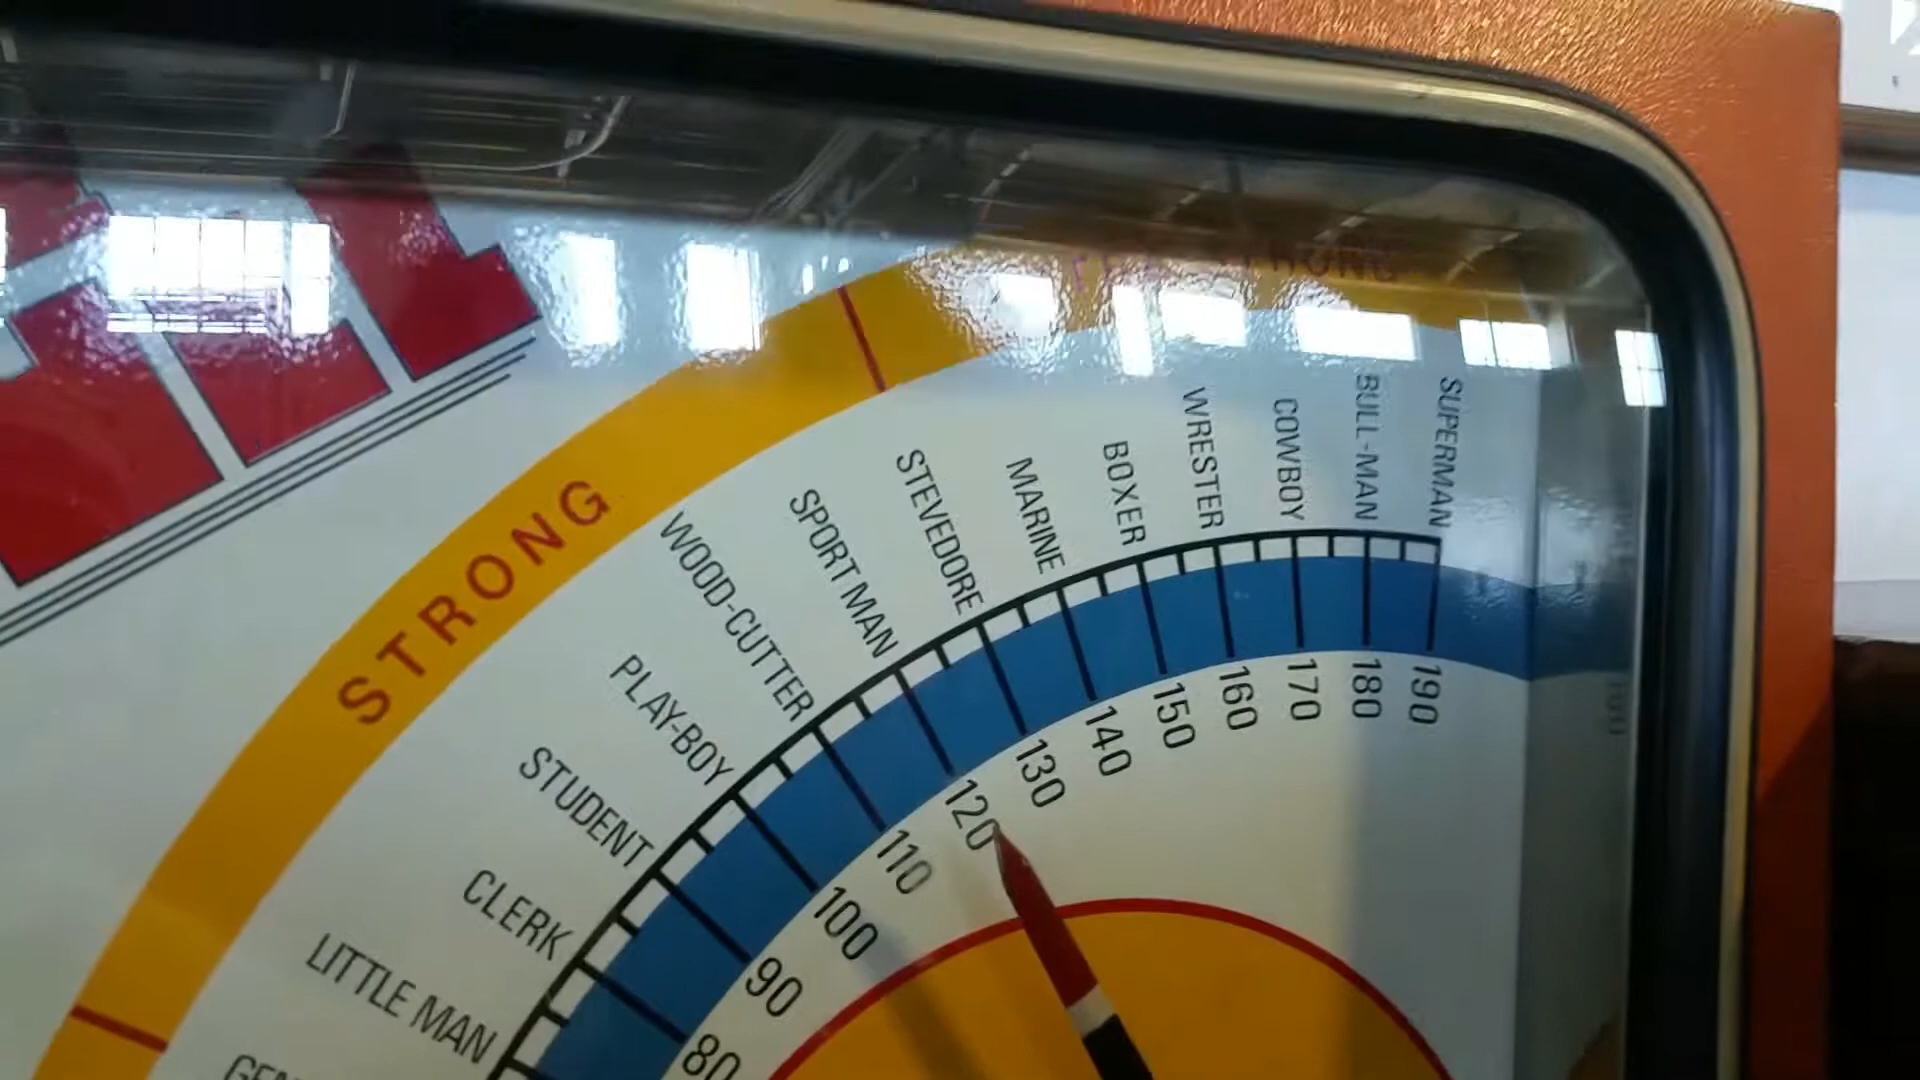 STRONG
SUPERMAN
BULL-MAN
COWBOY
WRESTER
BOXER
MARINE
STEVEDORE
SPORT MAN
WOOD-CUTTER
PLAY-BOY
STUDENT
CLERK
LITTLE MAN
190
180
170
160
150
140
130
120
110
100
90
80